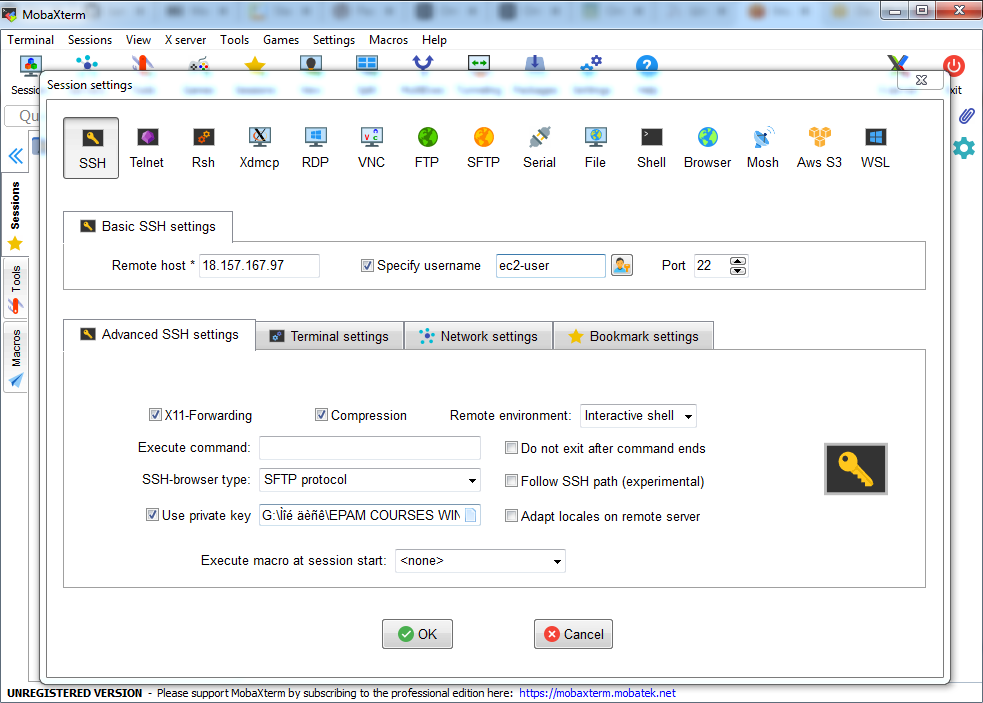 MobaXterm
Terminal Sessions View X server Tools Games Settings Macros Help
Session settings
SSH Telnet Rsh Xdmcp RDP VNC FTP SFTP Serial File Shell Browser Mosh Aws S3 WSL
Sessions
Tools
Macros
Basic SSH settings
Remote host * 18.157.167.97 Specify username ec2-user Port 22
Advanced SSH settings Terminal settings Network settings Bookmark settings
X11-Forwarding Compression Remote environment: Interactive shell
Execute command: Do not exit after command ends
SSH-browser type: SFTP protocol Follow SSH path (experimental)
Use private key G:\Ìîé äèñê\EPAM COURSES WIN Adapt locales on remote server
Execute macro at session start: <none>
OK Cancel
UNREGISTERED VERSION - Please support MobaXterm by subscribing to the professional edition here: https://mobaxterm.mobatek.net